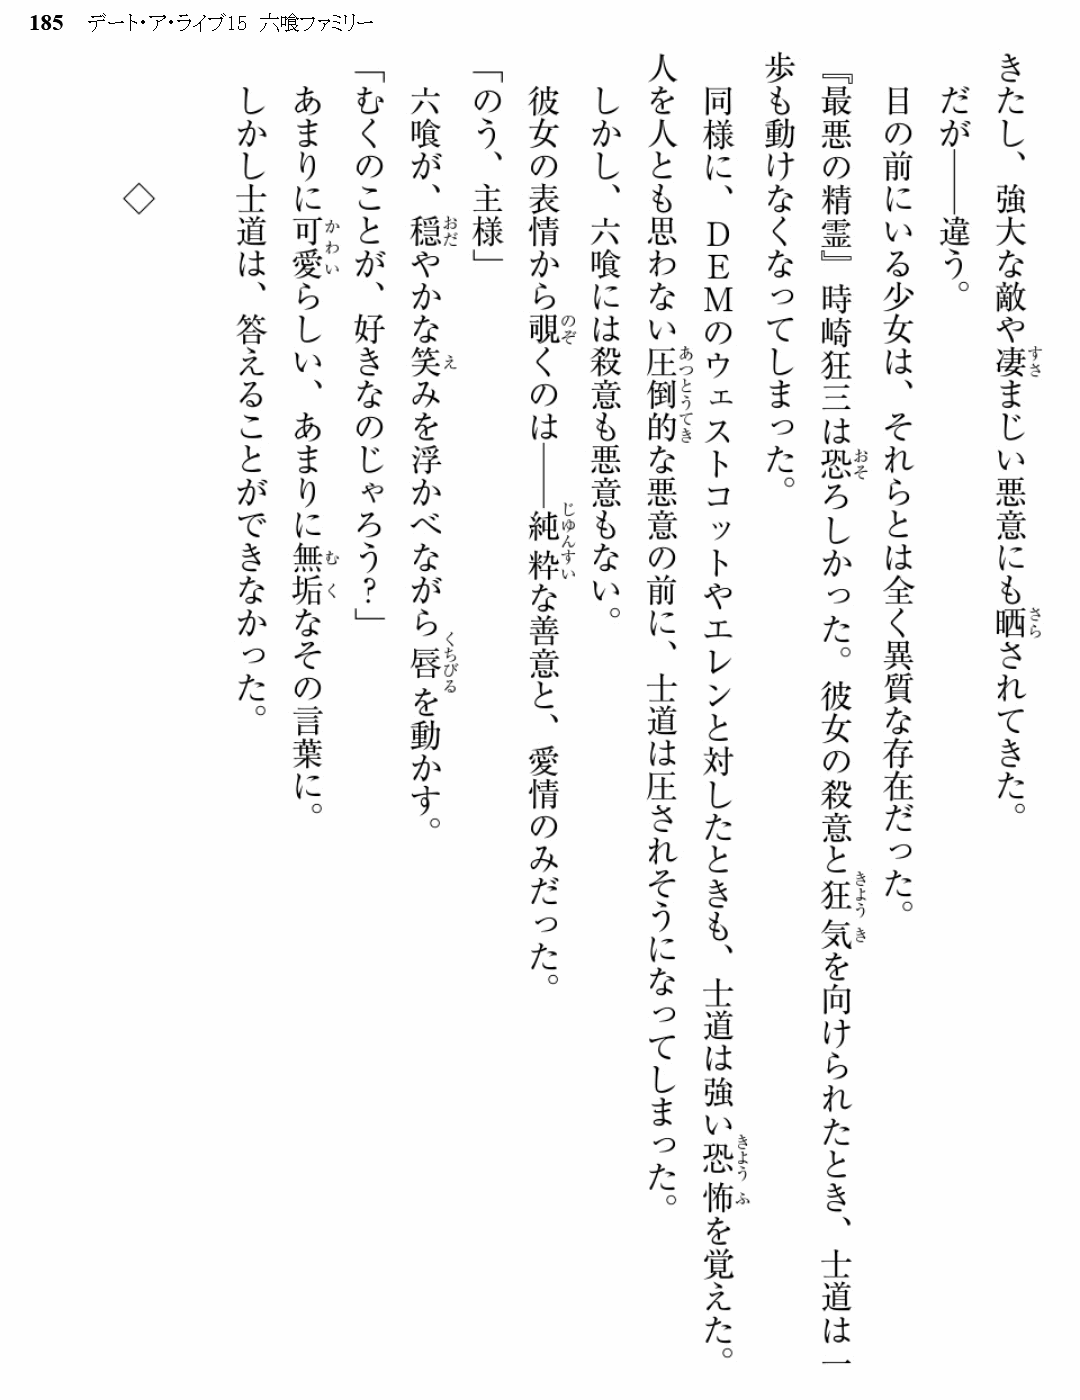 185 デート・ア・ライブ15 六喰ファミリー
きたし、強大な敵や凄まじい悪意にも晒されてきた。
だが――違う。
目の前にいる少女は、それらとは全く異質な存在だった。
『最悪の精霊』時崎狂三は恐ろしかった。彼女の殺意と狂気を向けられたとき、士道は一
歩も動けなくなってしまった。
同様に、DEMのウェストコットやエレンと対したときも、士道は強い恐怖を覚えた。
人を人とも思わない圧倒的な悪意の前に、士道は圧されそうになってしまった。
しかし、六喰には殺意も悪意もない。
彼女の表情から覗くのは――純粋な善意と、愛情のみだった。
「のう、主様」
六喰が、穏やかな笑みを浮かべながら唇を動かす。
「むくのことが、好きなのじゃろう?」
あまりに可愛らしい、あまりに無垢なその言葉に。
しかし士道は、答えることができなかった。
◇